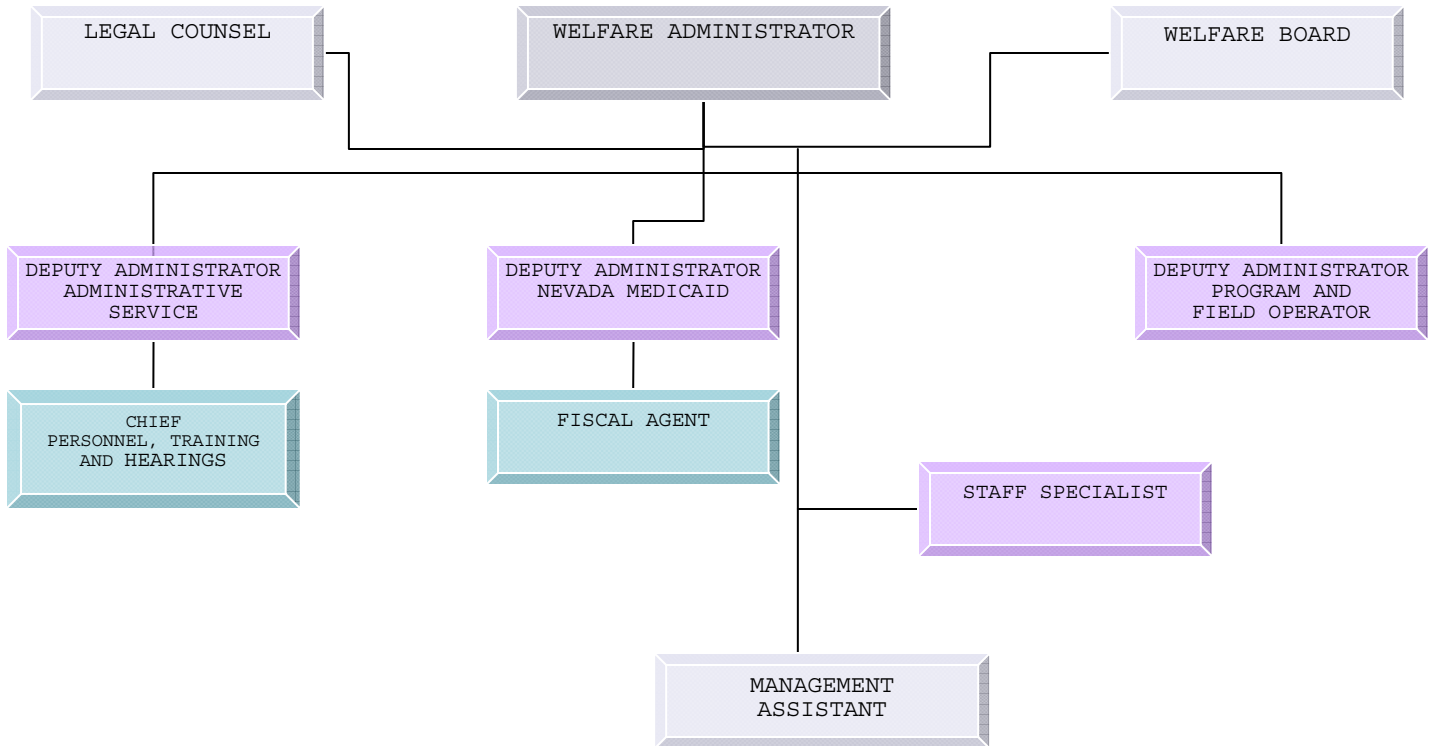 LEGAL COUNSEL
WELFARE ADMINISTRATOR
WELFARE BOARD
DEPUTY ADMINISTRATOR
ADMINISTRATIVE
SERVICE
DEPUTY ADMINISTRATOR
NEVADA MEDICAID
DEPUTY ADMINISTRATOR
PROGRAM AND
FIELD OPERATOR
CHIEF
PERSONNEL, TRAINING
AND HEARINGS
FISCAL AGENT
STAFF SPECIALIST
MANAGEMENT
ASSISTANT